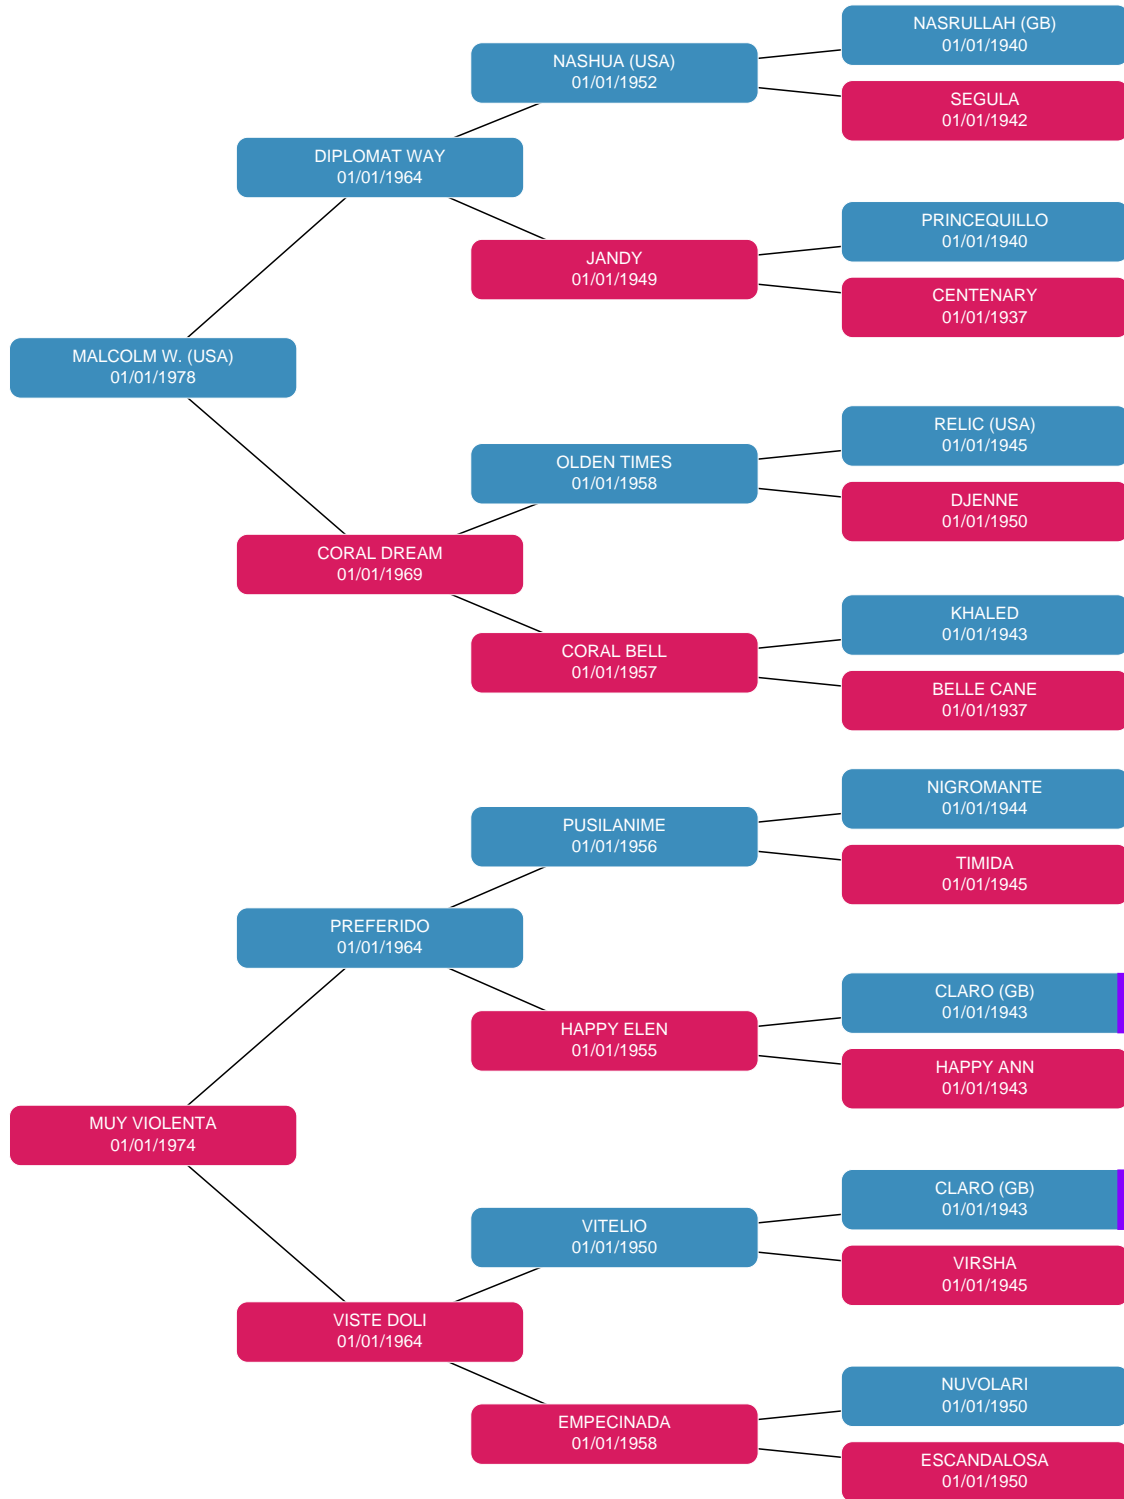 NASRULLAH (GB)
01/01/1940
NASHUA (USA)
01/01/1952
SEGULA
01/01/1942
DIPLOMAT WAY
01/01/1964
PRINCEQUILLO
01/01/1940
JANDY
01/01/1949
CENTENARY
01/01/1937
MALCOLM W. (USA)
01/01/1978
RELIC (USA)
01/01/1945
OLDEN TIMES
01/01/1958
DJENNE
01/01/1950
CORAL DREAM
01/01/1969
KHALED
01/01/1943
CORAL BELL
01/01/1957
BELLE CANE
01/01/1937
NIGROMANTE
01/01/1944
PUSILANIME
01/01/1956
TIMIDA
01/01/1945
PREFERIDO
01/01/1964
CLARO (GB)
01/01/1943
HAPPY ELEN
01/01/1955
HAPPY ANN
01/01/1943
MUY VIOLENTA
01/01/1974
CLARO (GB)
01/01/1943
VITELIO
01/01/1950
VIRSHA
01/01/1945
VISTE DOLI
01/01/1964
NUVOLARI
01/01/1950
EMPECINADA
01/01/1958
ESCANDALOSA
01/01/1950